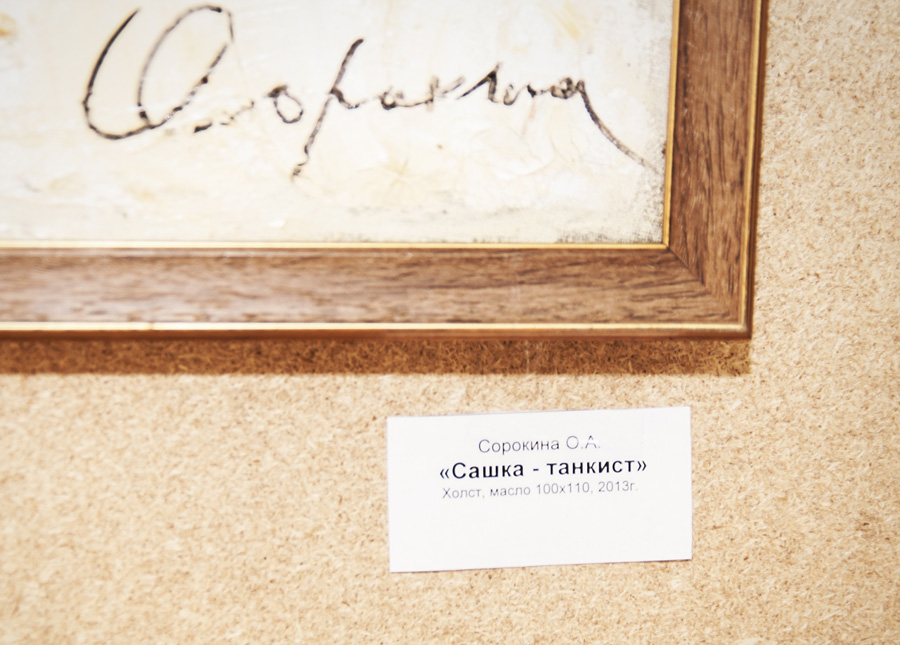 Сорокина
Сорокина О.А.
«Сашка - танкист»
Холст, масло 100х110, 2013г.